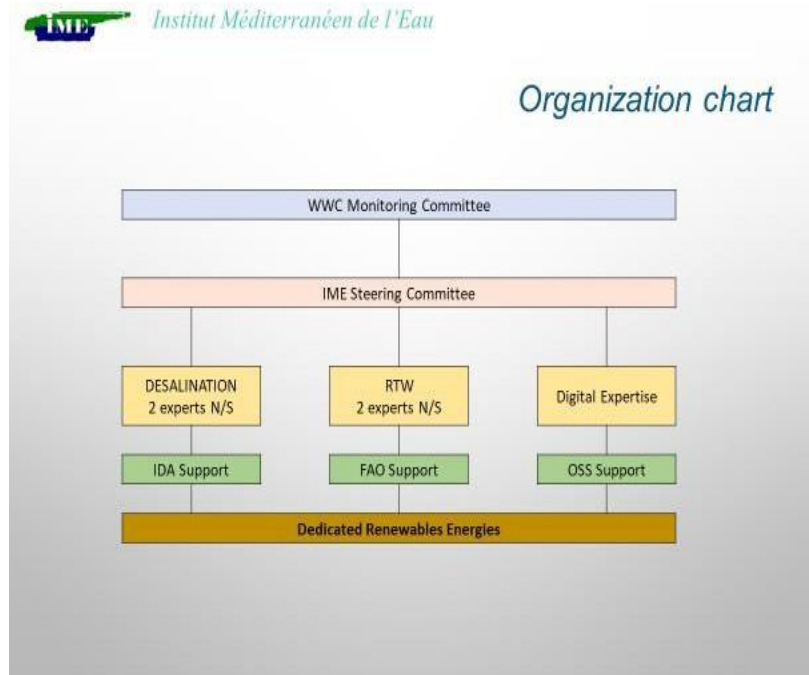 IME
Institut Méditerranéen de l'Eau
Organization chart
WWC Monitoring Committee
IME Steering Committee
DESALINATION
2 experts N/S
RTW
2 experts N/S
Digital Expertise
IDA Support
FAO Support
OSS Support
Dedicated Renewables Energies